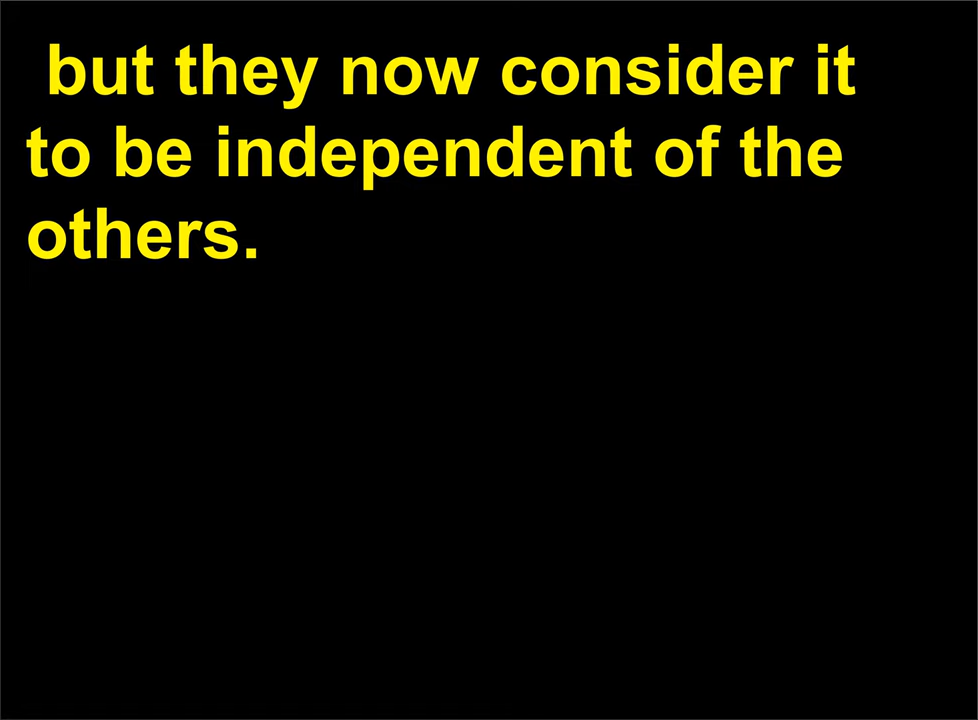 but they now consider it
to be independent of the
others.